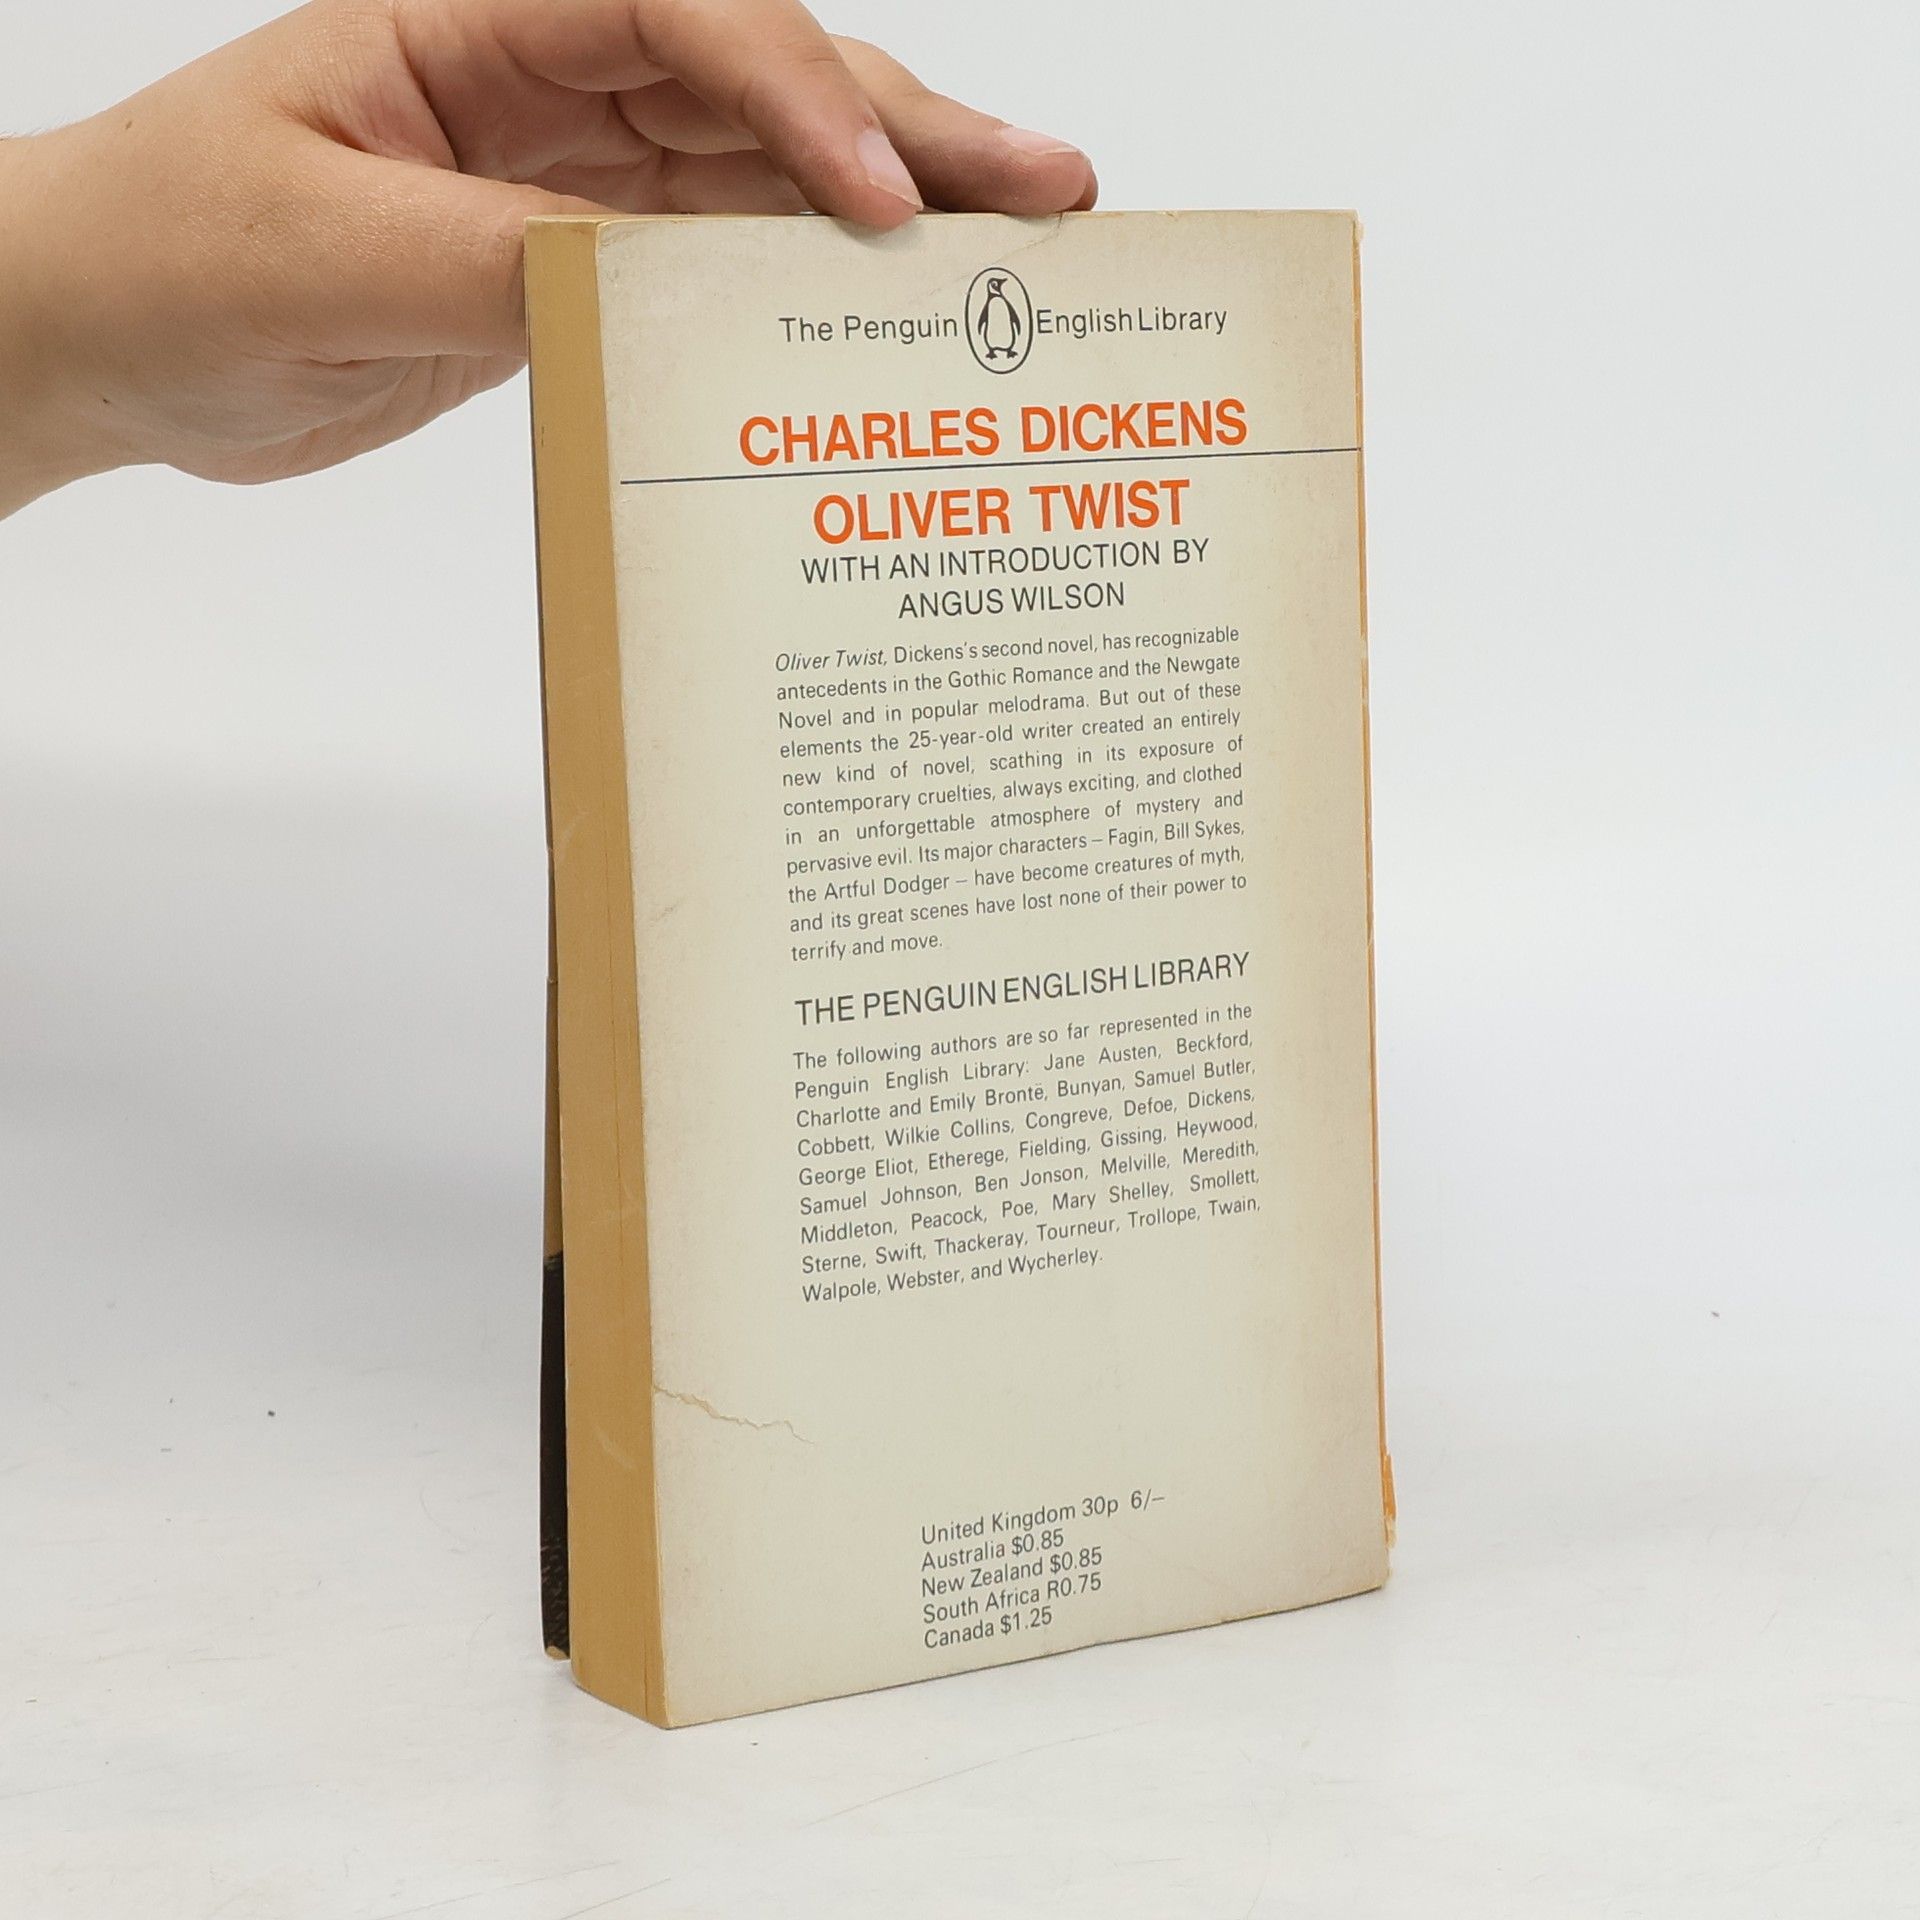 The Penguin English Library
CHARLES DICKENS
OLIVER TWIST
WITH AN INTRODUCTION BY
ANGUS WILSON
Oliver Twist, Dickens's second novel, has recognizable
antecedents in the Gothic Romance and the Newgate
Novel and in popular melodrama. But out of these
elements the 25-year-old writer created an entirely
new kind of novel, scathing in its exposure of
contemporary cruelties, always exciting, and clothed
in an unforgettable atmosphere of mystery and
pervasive evil. Its major characters – Fagin, Bill Sykes,
the Artful Dodger – have become creatures of myth,
and its great scenes have lost none of their power to
terrify and move.
THE PENGUIN ENGLISH LIBRARY
The following authors are so far represented in the
Penguin English Library: Jane Austen, Beckford,
Charlotte and Emily Brontë, Bunyan, Samuel Butler,
Cobbett, Wilkie Collins, Congreve, Defoe, Dickens,
George Eliot, Etherege, Fielding, Gissing, Heywood,
Samuel Johnson, Ben Jonson, Melville, Meredith,
Middleton, Peacock, Poe, Mary Shelley, Smollett,
Sterne, Swift, Thackeray, Tourneur, Trollope, Twain,
Walpole, Webster, and Wycherley.
United Kingdom 30p 6/–
Australia $0.85
New Zealand $0.85
South Africa R0.75
Canada $1.25